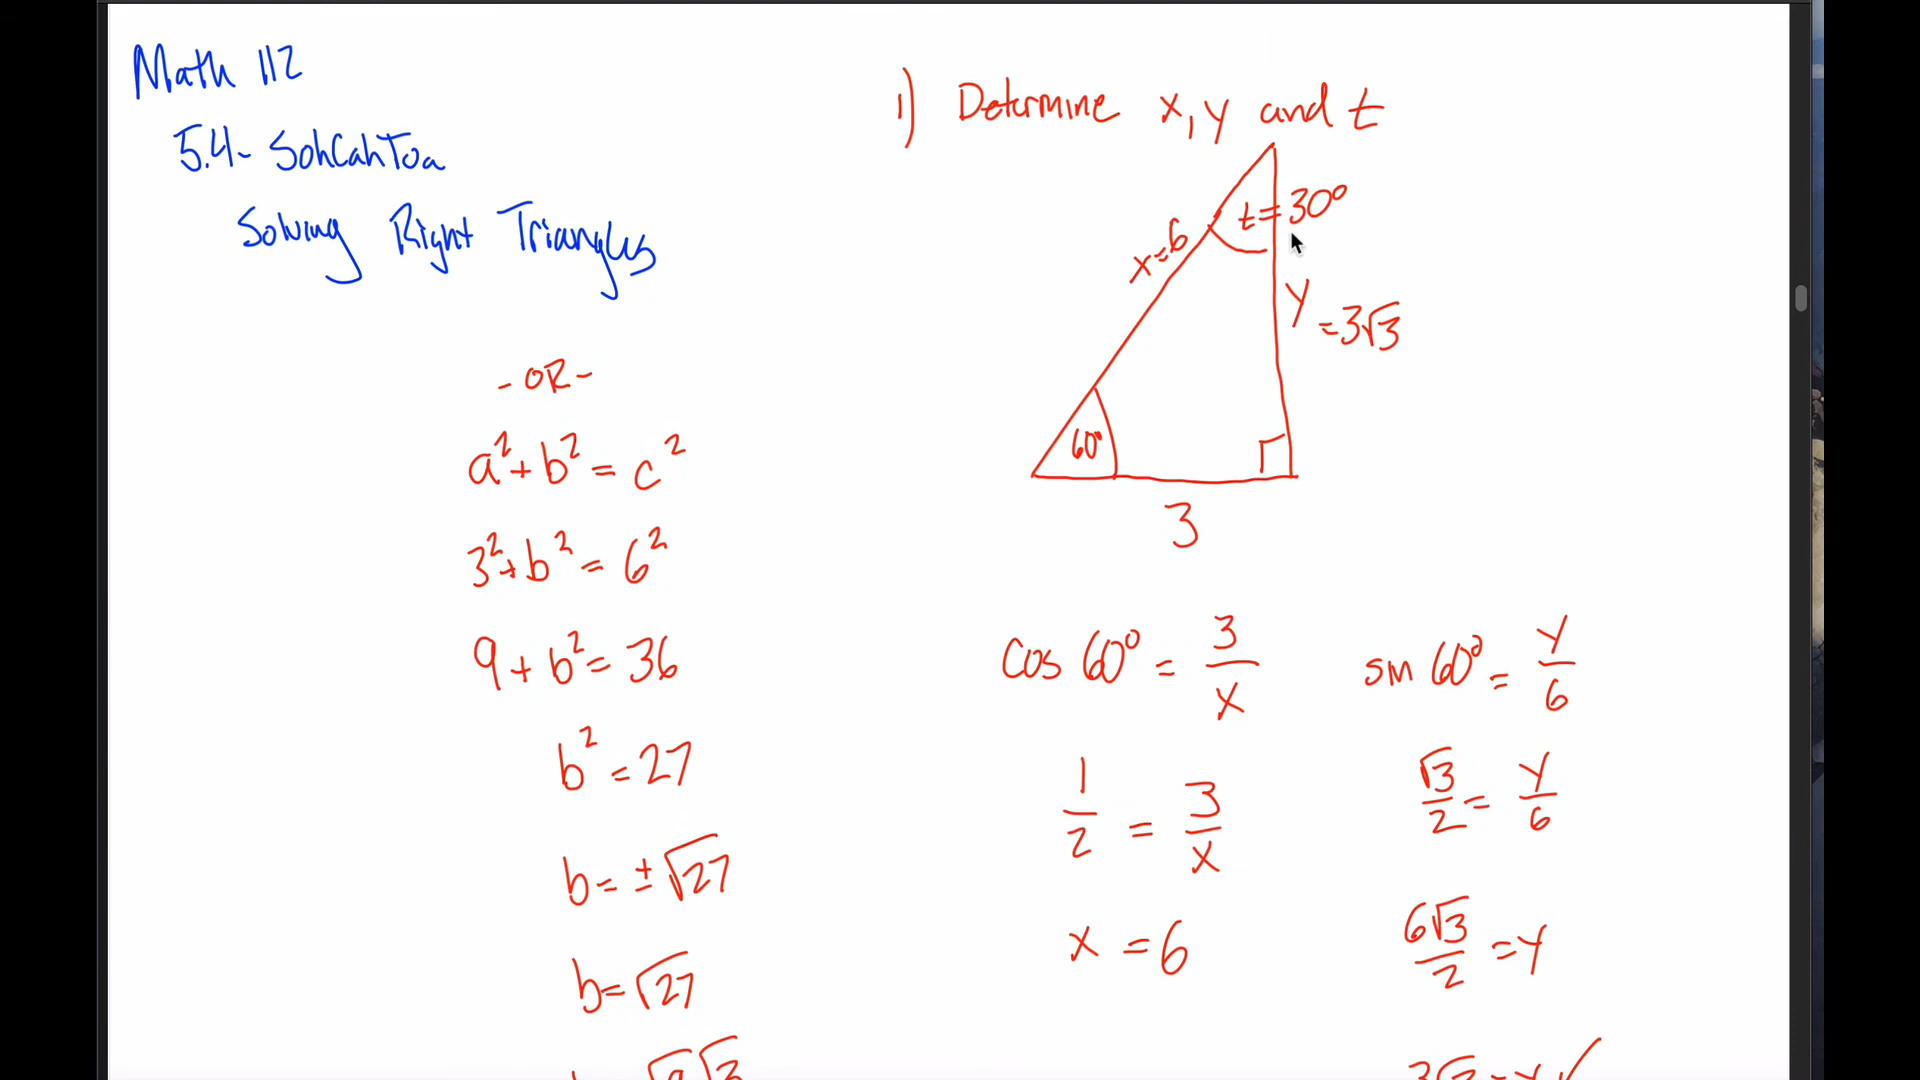 Math 112
5.4- SohCahToa
Solving Right Triangles
1) Determine x, y and t
t=30°
x=6
y
=3√3
60°
3
-OR-
a²+b²=c²
3²+b²=6²
9+b²=36
b²=27
b=±√27
b=√27
cos 60° = 3/x
1/2 = 3/x
x=6
sin 60° = y/6
√3/2 = y/6
6√3/2 = y